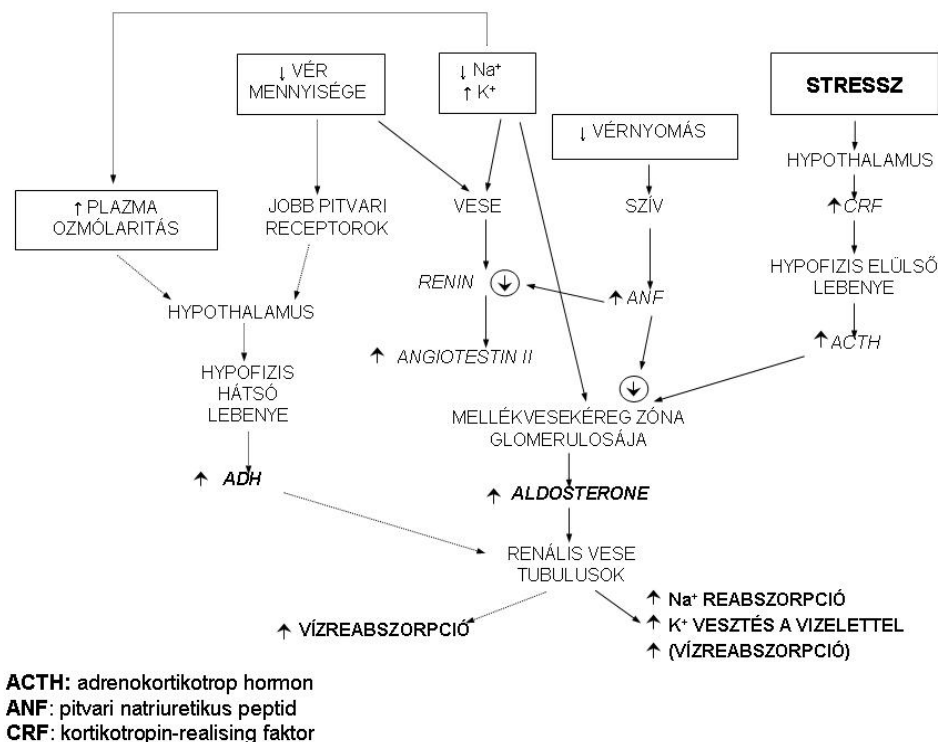 ↓ VÉR
MENNYISÉGE
↓ Na⁺
↑ K⁺
STRESSZ
↓ VÉRNYOMÁS
HYPOTHALAMUS
↑ PLAZMA
OZMÓLARITÁS
JOBB PITVARI
RECEPTOROK
VESE
SZÍV
↑ CRF
HYPOFIZIS ELÜLSŐ
LEBENYE
RENIN ↓
↑ ANF
HYPOTHALAMUS
↑ ANGIOTESTIN II
↑ ACTH
HYPOFIZIS
HÁTSÓ
LEBENYE
↓
MELLÉKVESEKÉREG ZÓNA
GLOMERULOSÁJA
↑ ADH
↑ ALDOSTERONE
RENÁLIS VESE
TUBULUSOK
↑ VÍZREABSZORPCIÓ
↑ Na⁺ REABSZORPCIÓ
↑ K⁺ VESZTÉS A VIZELETTEL
↑ (VÍZREABSZORPCIÓ)
ACTH: adrenokortikotrop hormon
ANF: pitvari natriuretikus peptid
CRF: kortikotropin-realising faktor